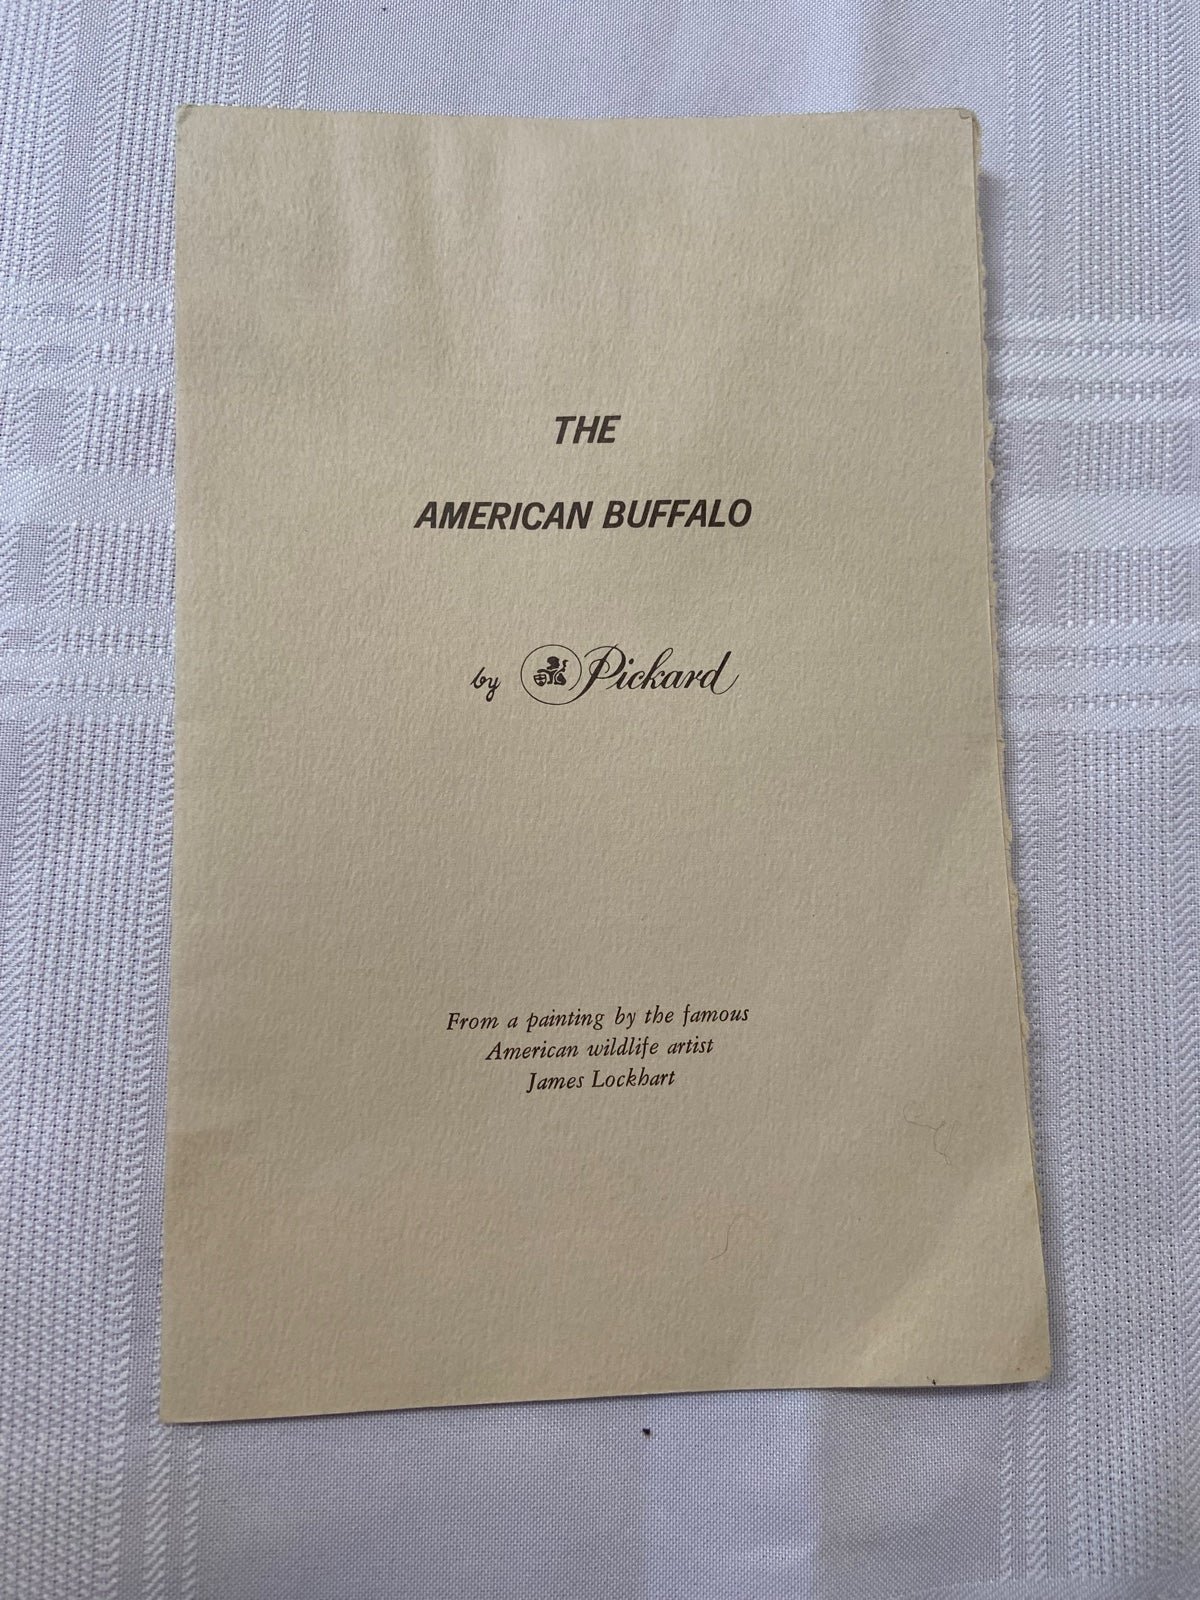 THE
AMERICAN BUFFALO
by Pickard
From a painting by the famous
American wildlife artist
James Lockhart